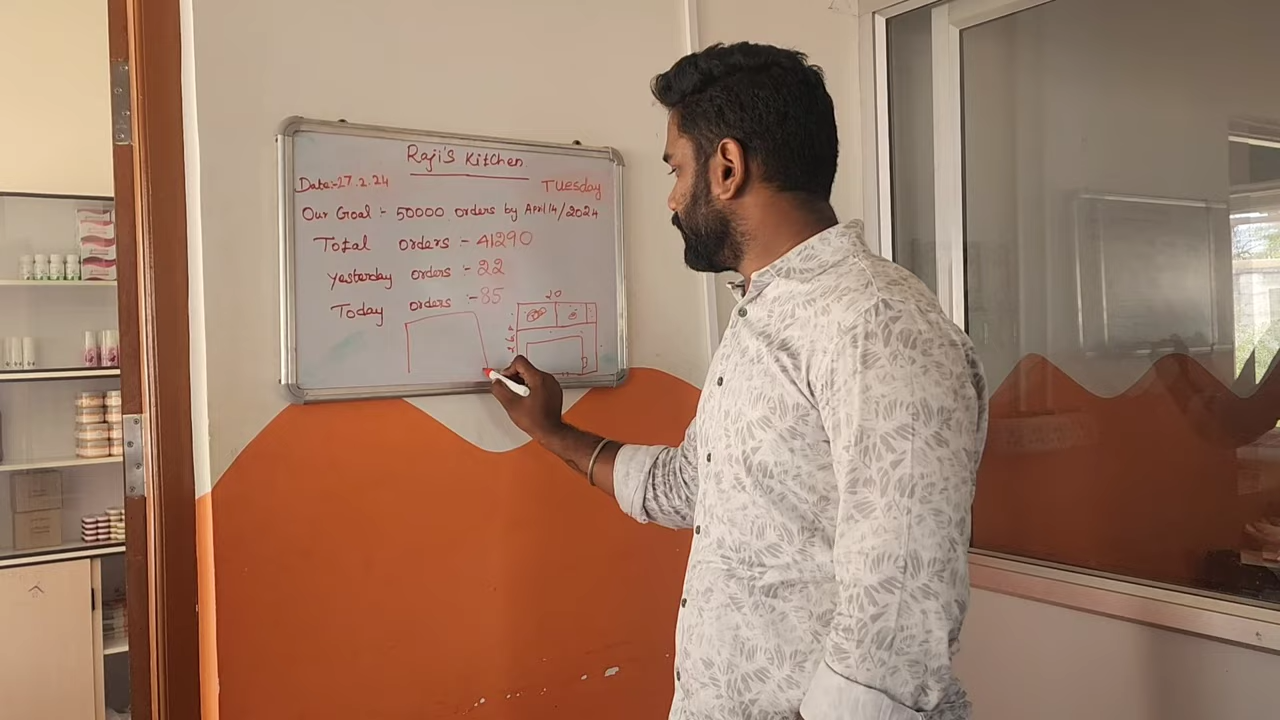 Raji's Kitchen
Date:-27.2.24 Tuesday
Our Goal :- 50000 orders by April 14/2024
Total orders :- 41290
Yesterday orders :- 22
Today orders :- 85